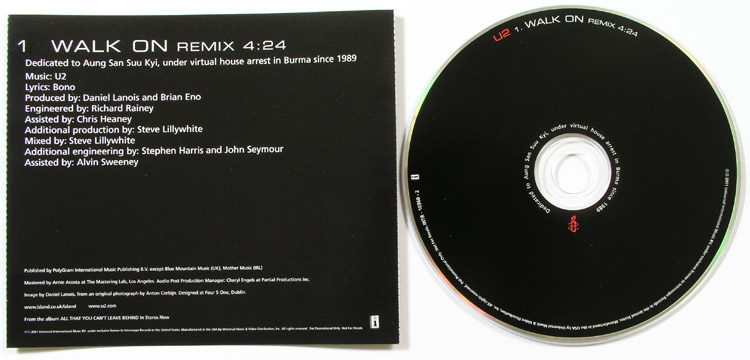 1 WALK ON REMIX 4:24
Dedicated to Aung San Suu Kyi, under virtual house arrest in Burma since 1989
Music: U2
Lyrics: Bono
Produced by: Daniel Lanois and Brian Eno
Engineered by: Richard Rainey
Assisted by: Chris Heaney
Additional production by: Steve Lillywhite
Mixed by: Steve Lillywhite
Additional engineering by: Stephen Harris and John Seymour
Assisted by: Alvin Sweeney
Published by PolyGram International Music Publishing B.V. except Blue Mountain Music (UK); Mother Music (IRL)
Mastered by Arnie Acosta at The Mastering Lab, Los Angeles. Audio Post Production Manager: Cheryl Engels at Partial Productions Inc.
Image by Daniel Lanois, from an original photograph by Anton Corbijn. Designed at Four 5 One, Dublin.
www.island.co.uk/island www.u2.com
From the album ALL THAT YOU CAN'T LEAVE BEHIND In Stores Now
U2 1. WALK ON REMIX 4:24
Dedicated to Aung San Suu Kyi, under virtual house arrest in Burma since 1989